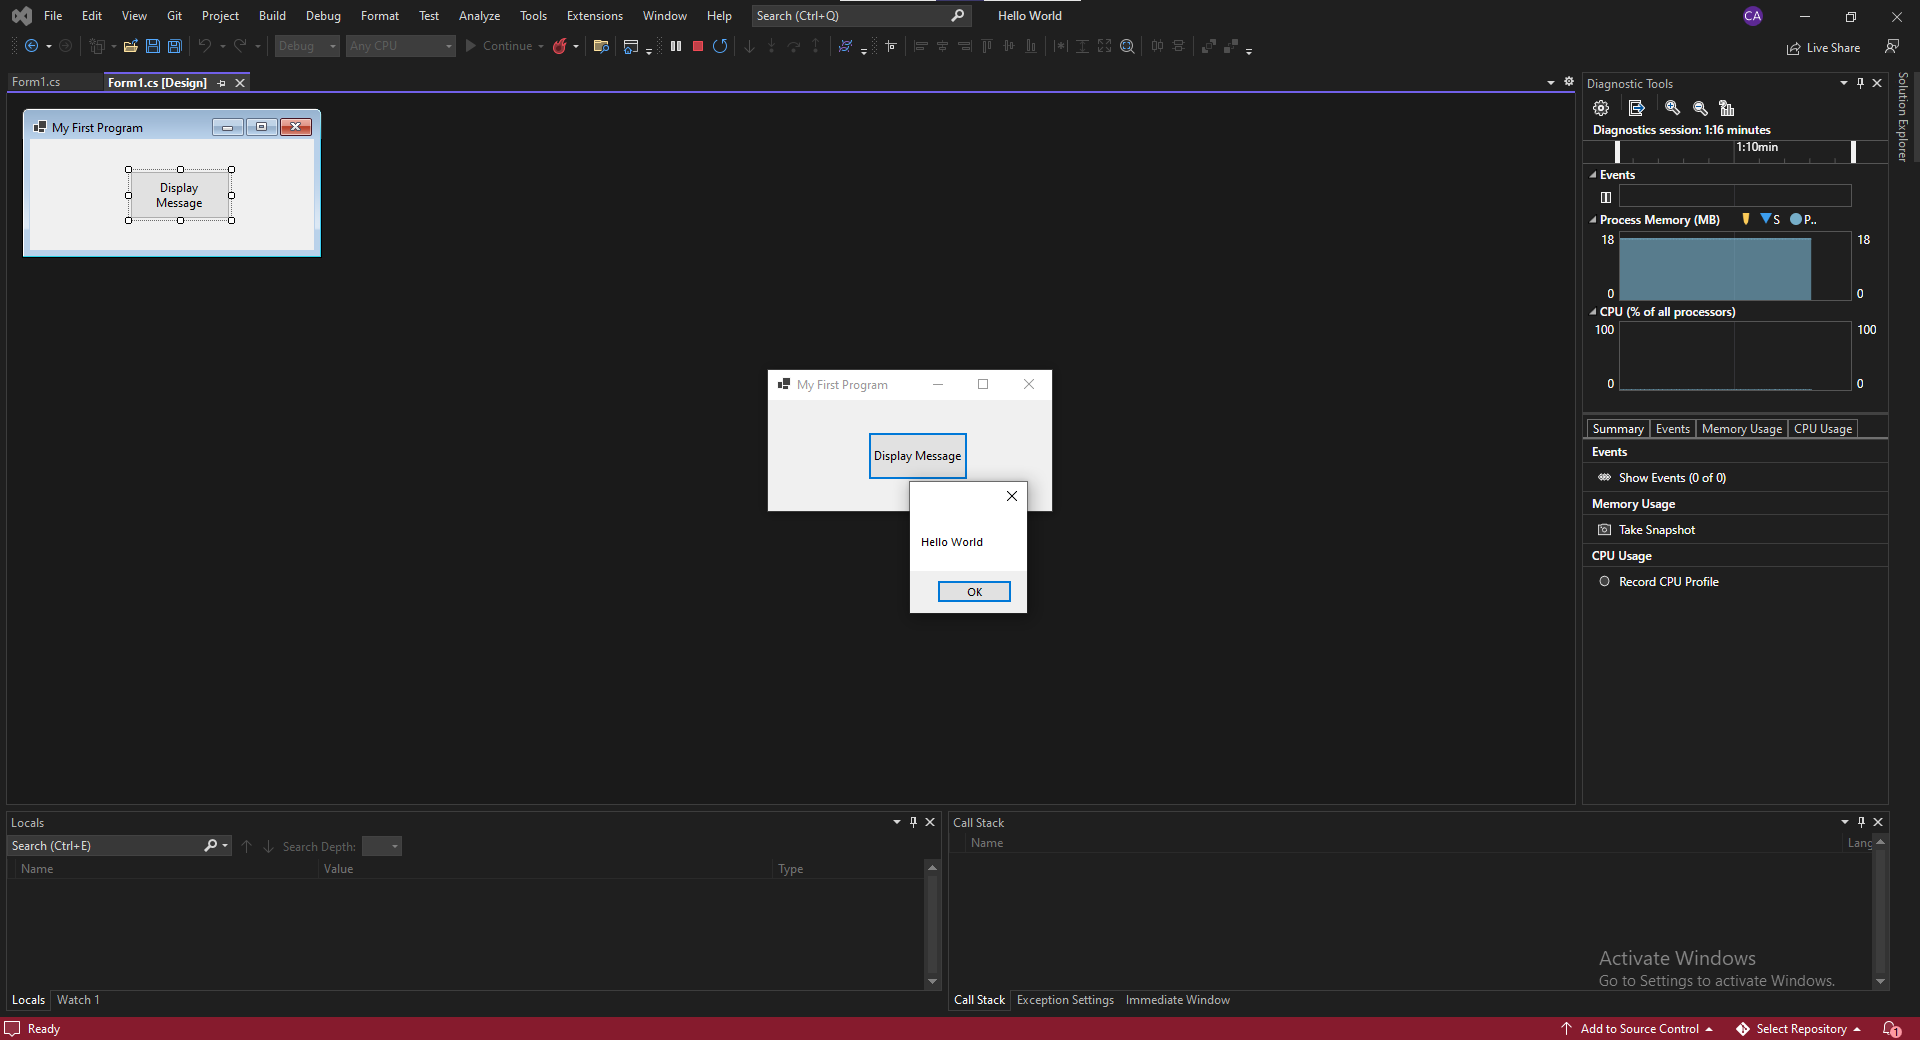 File Edit View Git Project Build Debug Format Test Analyze Tools Extensions Window Help Search (Ctrl+Q) Hello World CA
Debug Any CPU Continue Live Share
Form1.cs Form1.cs [Design]
My First Program
Display
Message
My First Program
Display Message
Hello World
OK
Diagnostic Tools
Diagnostics session: 1:16 minutes
1:10min
Events
Process Memory (MB) S P..
18 18
0 0
CPU (% of all processors)
100 100
0 0
Summary Events Memory Usage CPU Usage
Events
Show Events (0 of 0)
Memory Usage
Take Snapshot
CPU Usage
Record CPU Profile
Solution Explorer
Locals
Search (Ctrl+E) Search Depth:
Name Value Type
Locals Watch 1
Call Stack
Name Lang
Call Stack Exception Settings Immediate Window
Activate Windows
Go to Settings to activate Windows.
Ready Add to Source Control Select Repository 1